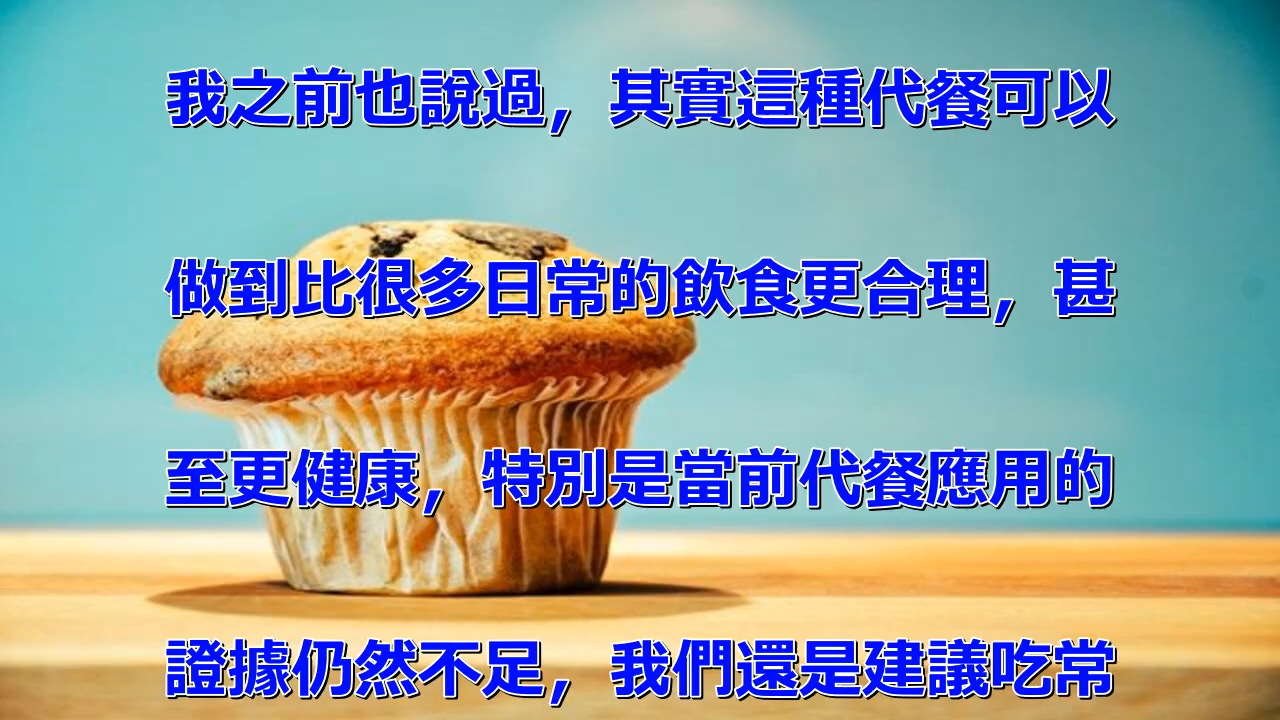 我之前也說過，其實這種代餐可以
做到比很多日常的飲食更合理，甚
至更健康，特別是當前代餐應用的
證據仍然不足，我們還是建議吃常